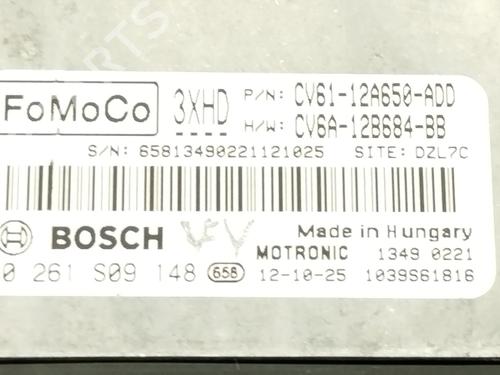 FoMoCo 3XHD P/N: CV61-12A650-ADD
H/W: CV6A-12B684-BB
S/N: 65813490221121025 SITE: DZL7C
BOSCH Made in Hungary
MOTRONIC 1349 0221
0 261 S09 148 658 12-10-25 1039S61816